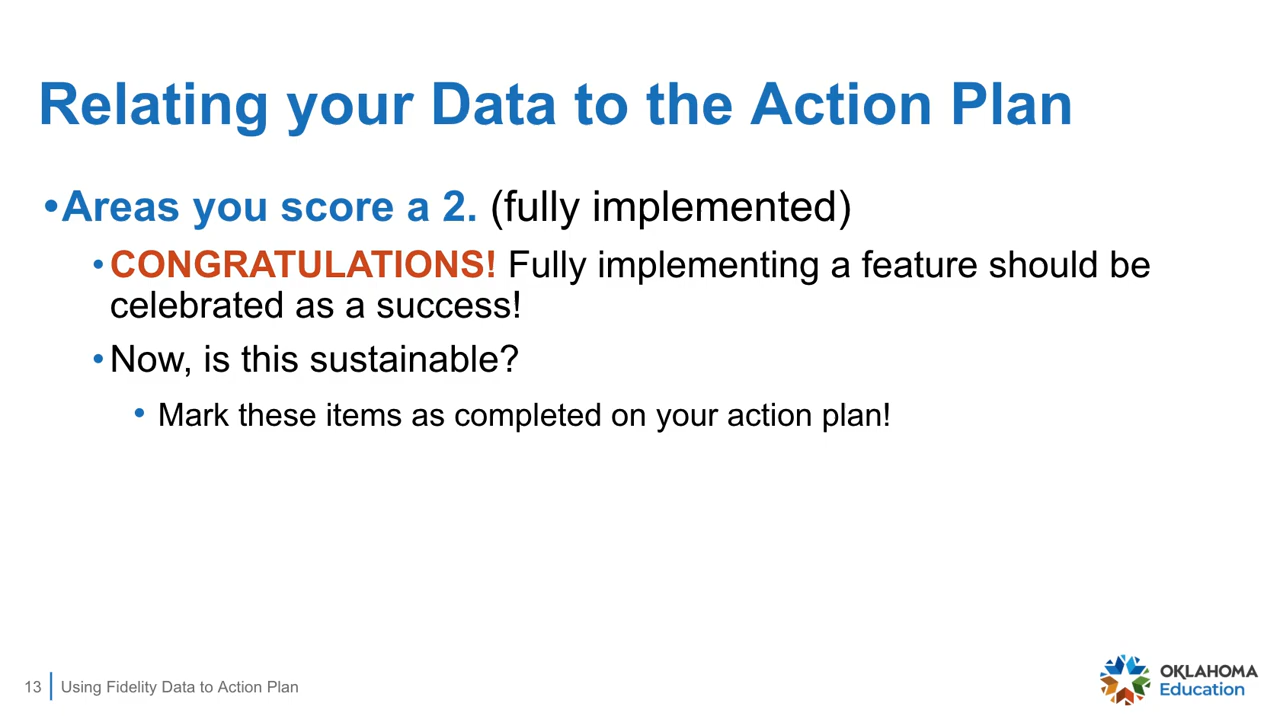 Relating your Data to the Action Plan
•Areas you score a 2. (fully implemented)
•CONGRATULATIONS! Fully implementing a feature should be
celebrated as a success!
•Now, is this sustainable?
• Mark these items as completed on your action plan!
13 Using Fidelity Data to Action Plan
OKLAHOMA
Education